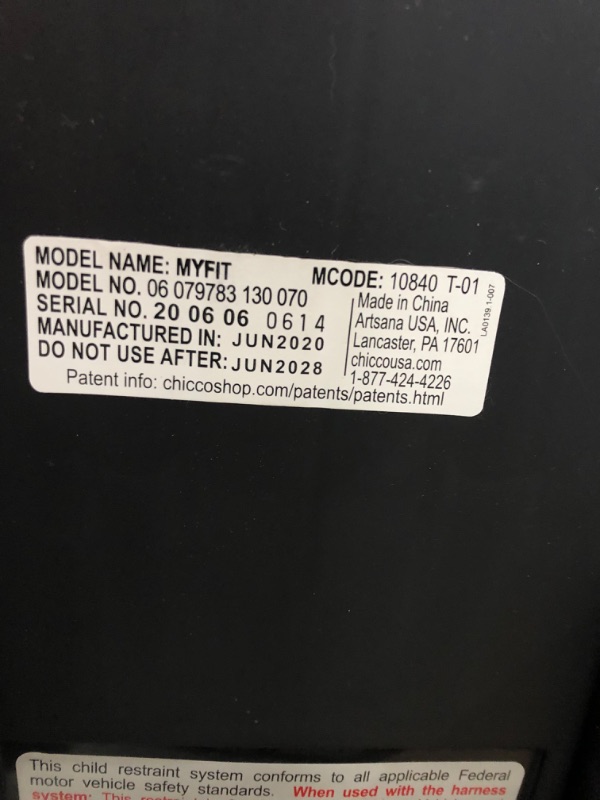 MODEL NAME: MYFIT MCODE: 10840 T-01
MODEL NO. 06 079783 130 070
SERIAL NO. 20 06 06 0614
MANUFACTURED IN: JUN2020
DO NOT USE AFTER: JUN2028
Made in China
Artsana USA, INC.
Lancaster, PA 17601
chiccousa.com
1-877-424-4226
Patent info: chiccoshop.com/patents/patents.html
LA0139.1-007
This child restraint system conforms to all applicable Federal
motor vehicle safety standards. When used with the harness
system: This